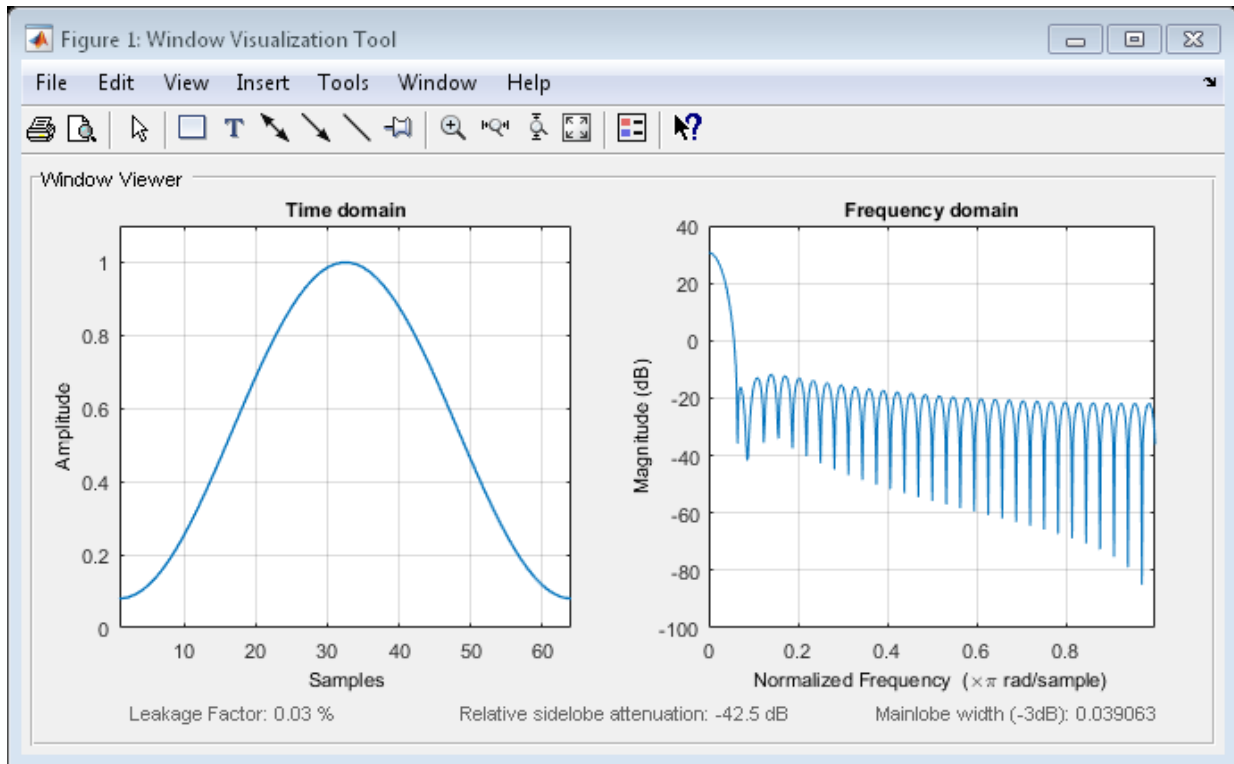 Figure 1: Window Visualization Tool
File Edit View Insert Tools Window Help
T
?
Window Viewer
Time domain
Amplitude
1
0.8
0.6
0.4
0.2
0
10 20 30 40 50 60
Samples
Frequency domain
Magnitude (dB)
40
20
0
-20
-40
-60
-80
-100
0 0.2 0.4 0.6 0.8
Normalized Frequency (×π rad/sample)
Leakage Factor: 0.03 % Relative sidelobe attenuation: -42.5 dB Mainlobe width (-3dB): 0.039063